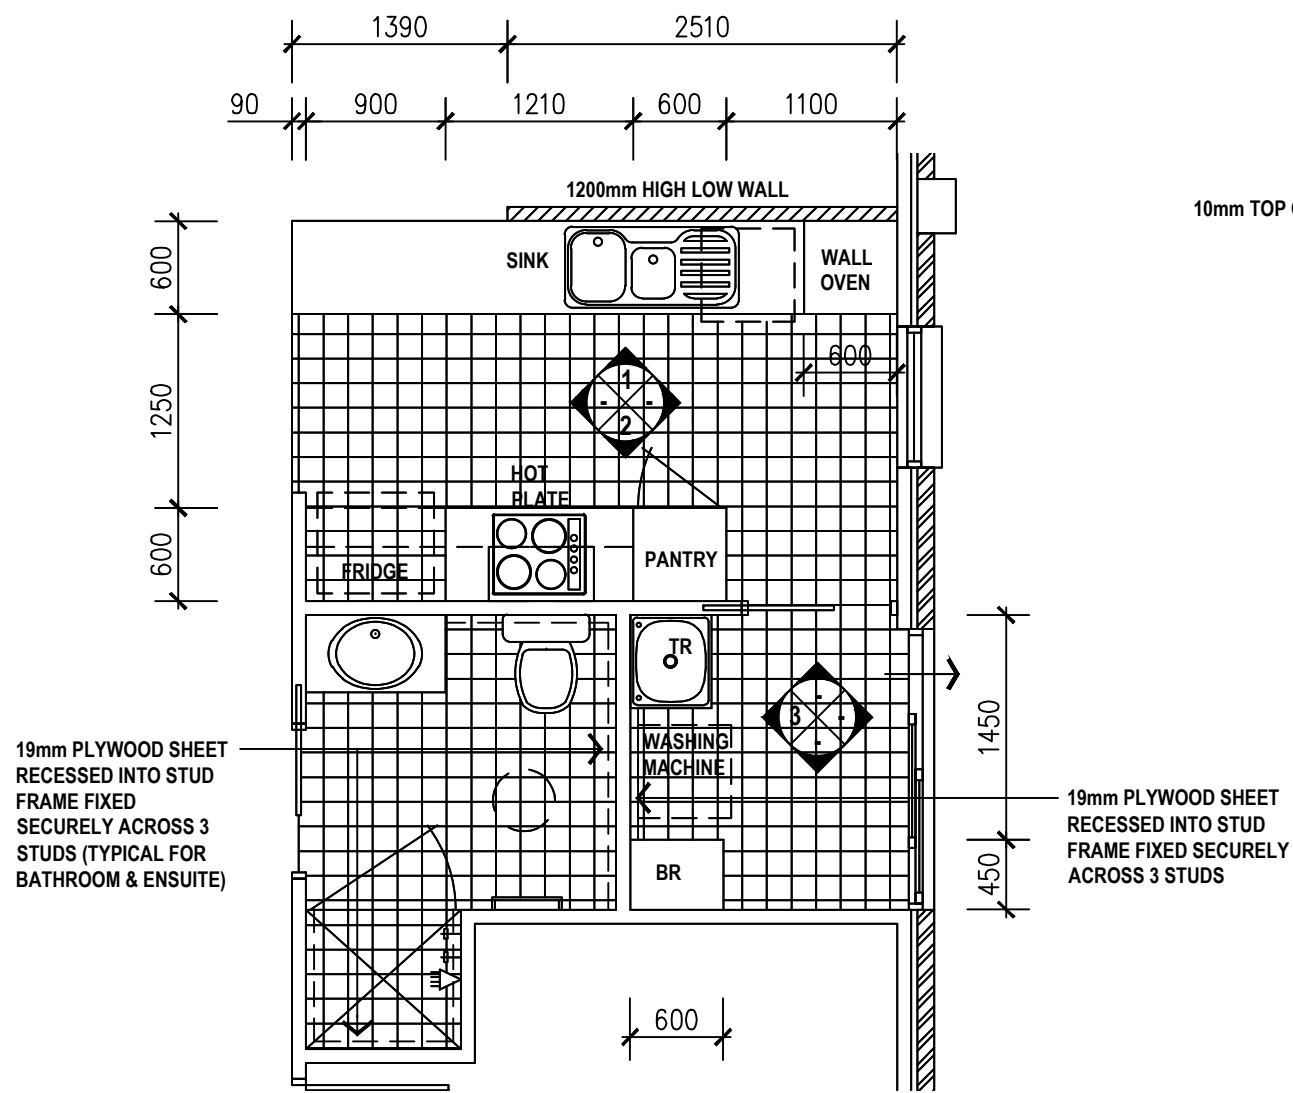 1390
2510
90
900
1210
600
1100
1200mm HIGH LOW WALL
10mm TOP
SINK
WALL
OVEN
600
600
1
2
1250
HOT
PLATE
600
FRIDGE
PANTRY
TR
3
1450
19mm PLYWOOD SHEET
RECESSED INTO STUD
FRAME FIXED
SECURELY ACROSS 3
STUDS (TYPICAL FOR
BATHROOM & ENSUITE)
WASHING
MACHINE
19mm PLYWOOD SHEET
RECESSED INTO STUD
FRAME FIXED SECURELY
ACROSS 3 STUDS
BR
450
600